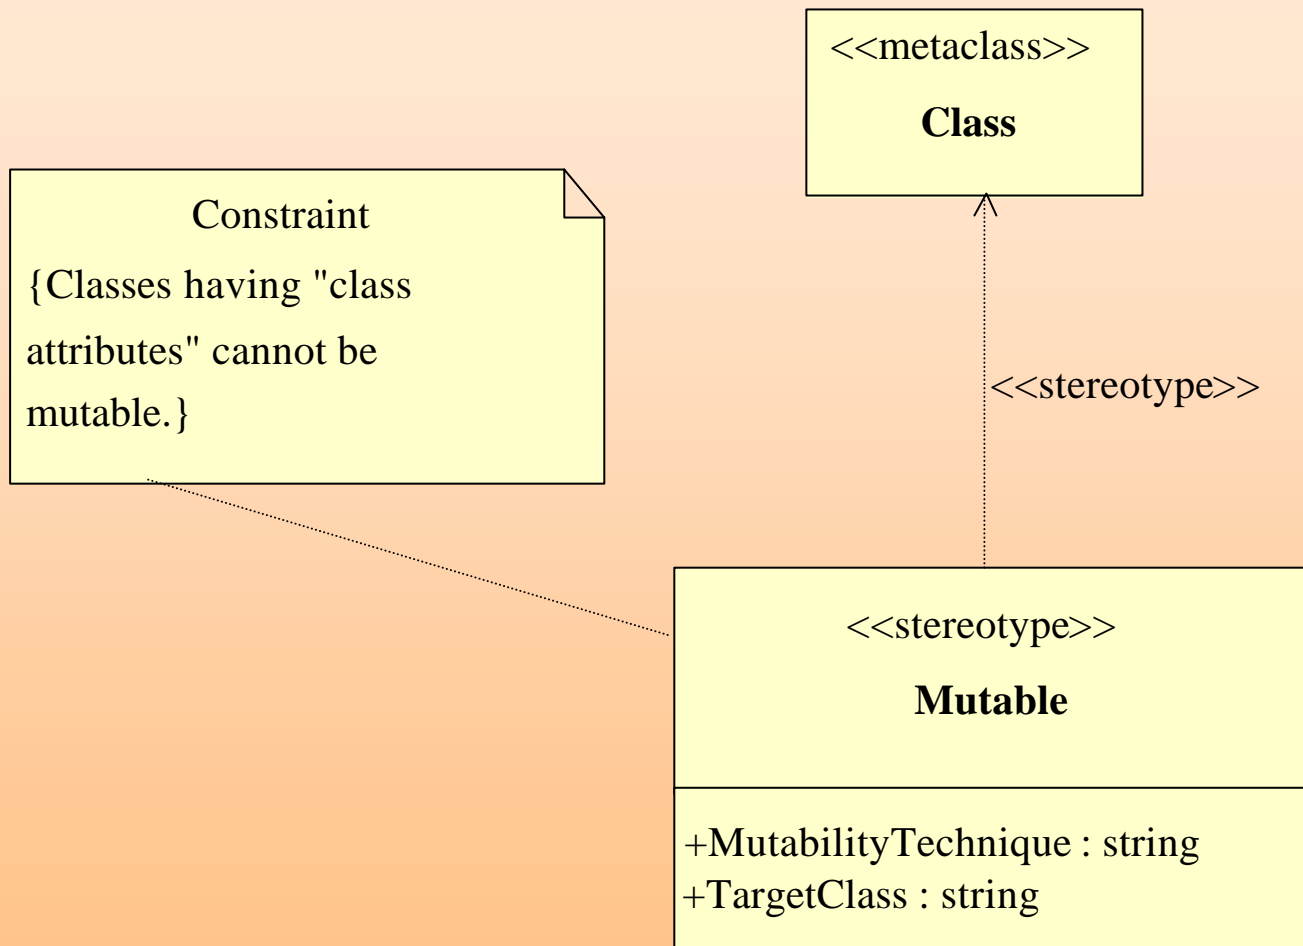 <<metaclass>>
Class
Constraint
{Classes having "class
attributes" cannot be
mutable.}
<<stereotype>>
<<stereotype>>
Mutable
+MutabilityTechnique : string
+TargetClass : string